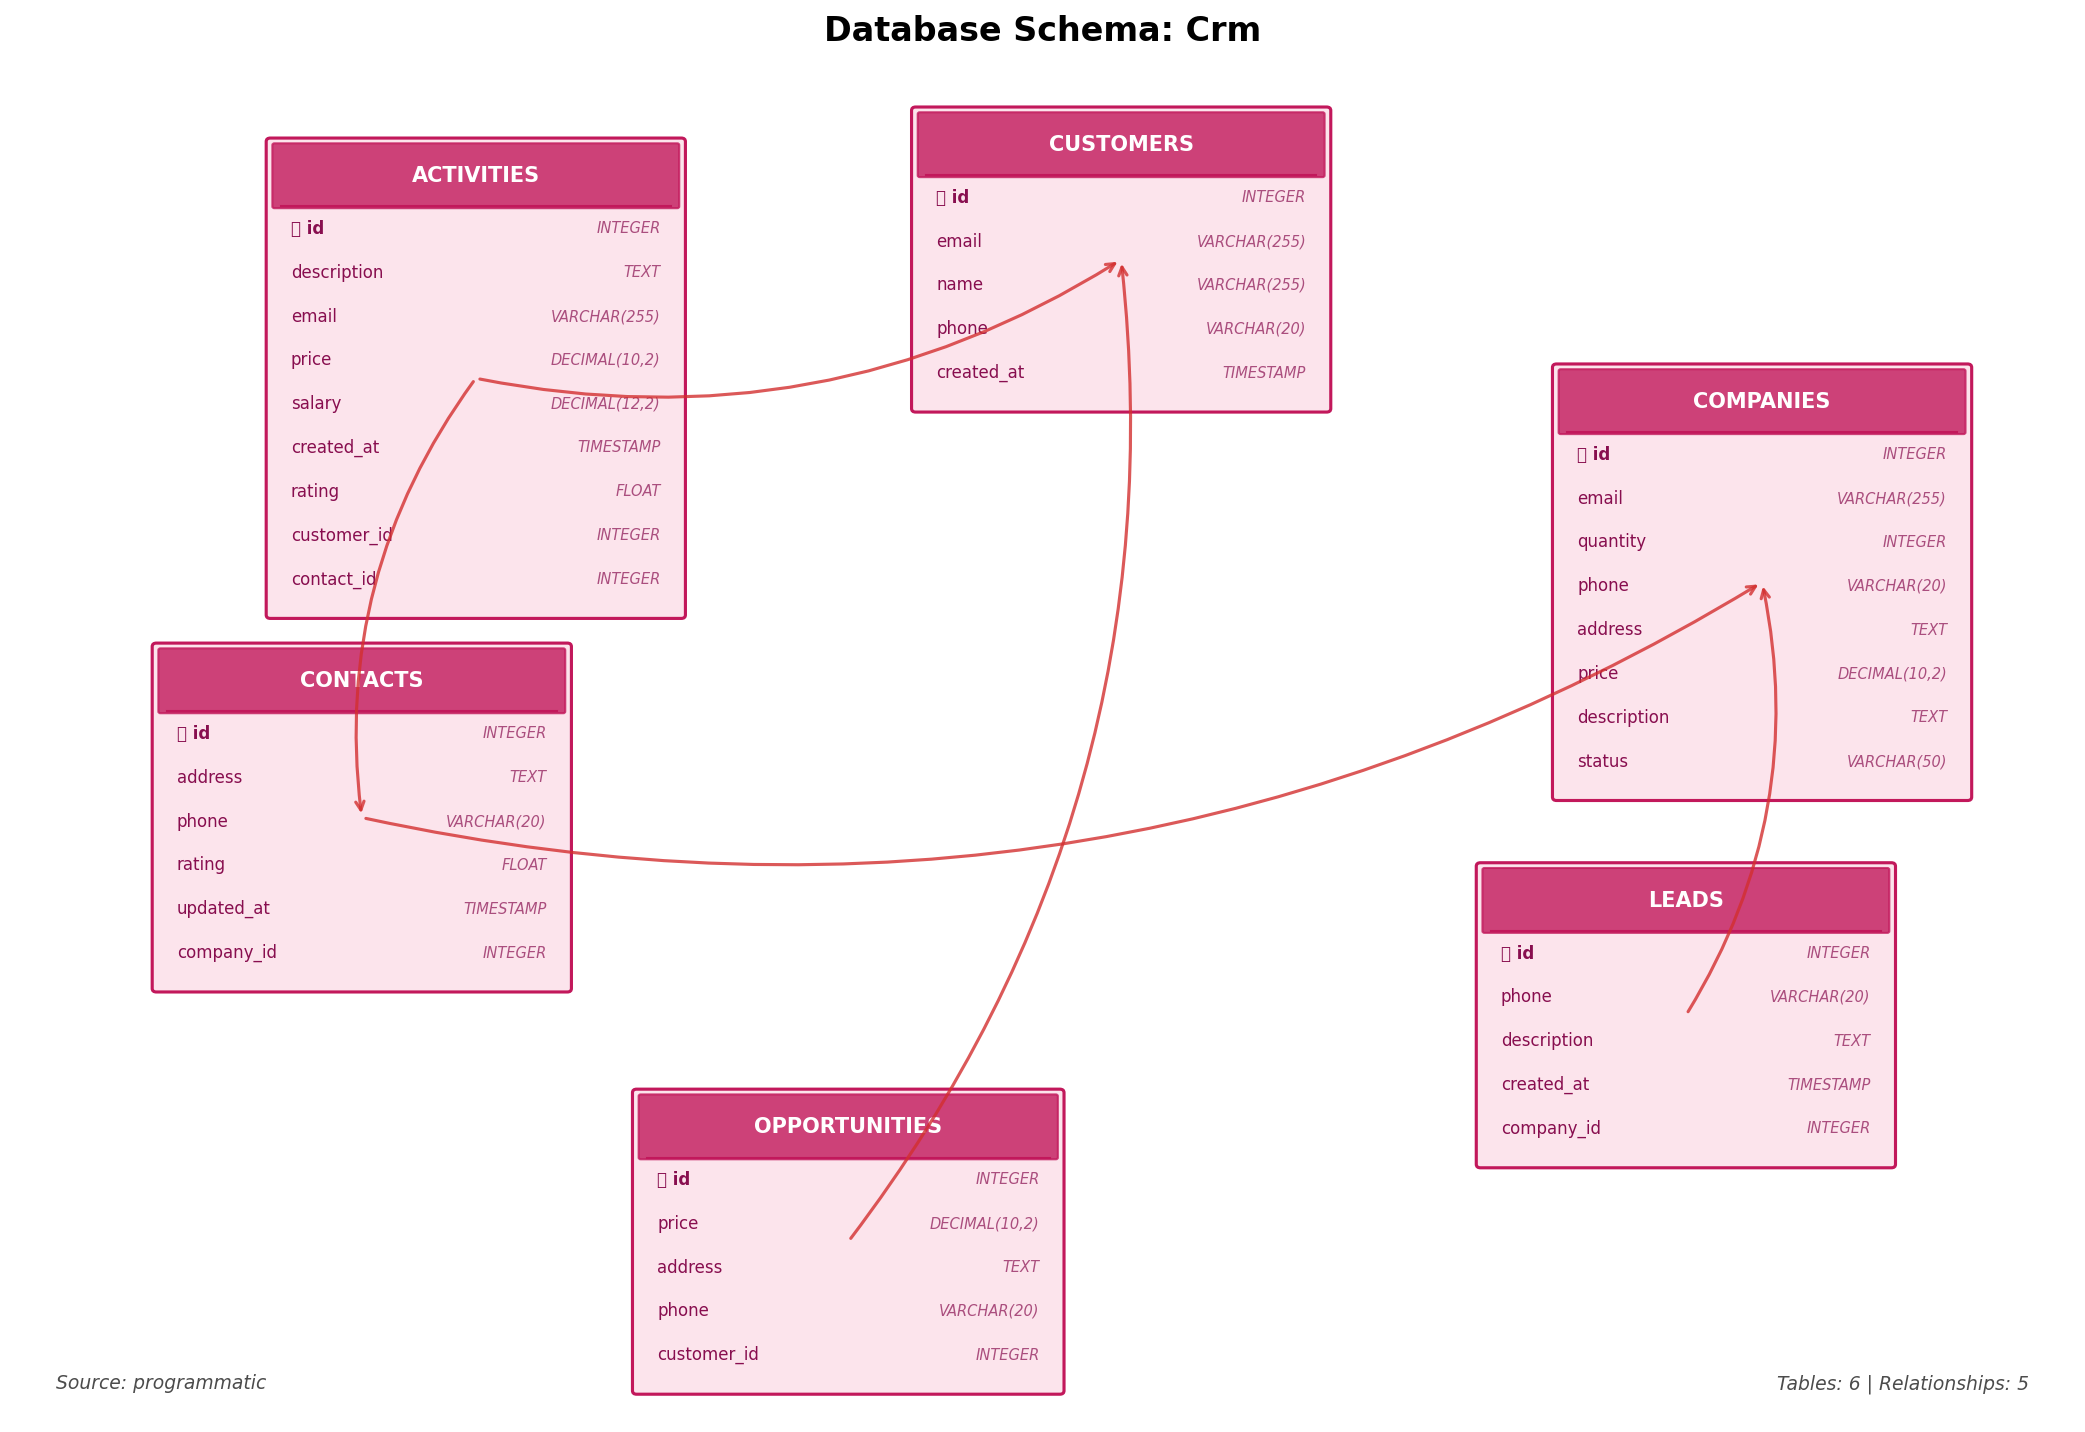 Database Schema: Crm
ACTIVITIES
id INTEGER
description TEXT
email VARCHAR(255)
price DECIMAL(10,2)
salary DECIMAL(12,2)
created_at TIMESTAMP
rating FLOAT
customer_id INTEGER
contact_id INTEGER
CUSTOMERS
id INTEGER
email VARCHAR(255)
name VARCHAR(255)
phone VARCHAR(20)
created_at TIMESTAMP
COMPANIES
id INTEGER
email VARCHAR(255)
quantity INTEGER
phone VARCHAR(20)
address TEXT
price DECIMAL(10,2)
description TEXT
status VARCHAR(50)
CONTACTS
id INTEGER
address TEXT
phone VARCHAR(20)
rating FLOAT
updated_at TIMESTAMP
company_id INTEGER
LEADS
id INTEGER
phone VARCHAR(20)
description TEXT
created_at TIMESTAMP
company_id INTEGER
OPPORTUNITIES
id INTEGER
price DECIMAL(10,2)
address TEXT
phone VARCHAR(20)
customer_id INTEGER
Source: programmatic
Tables: 6 | Relationships: 5